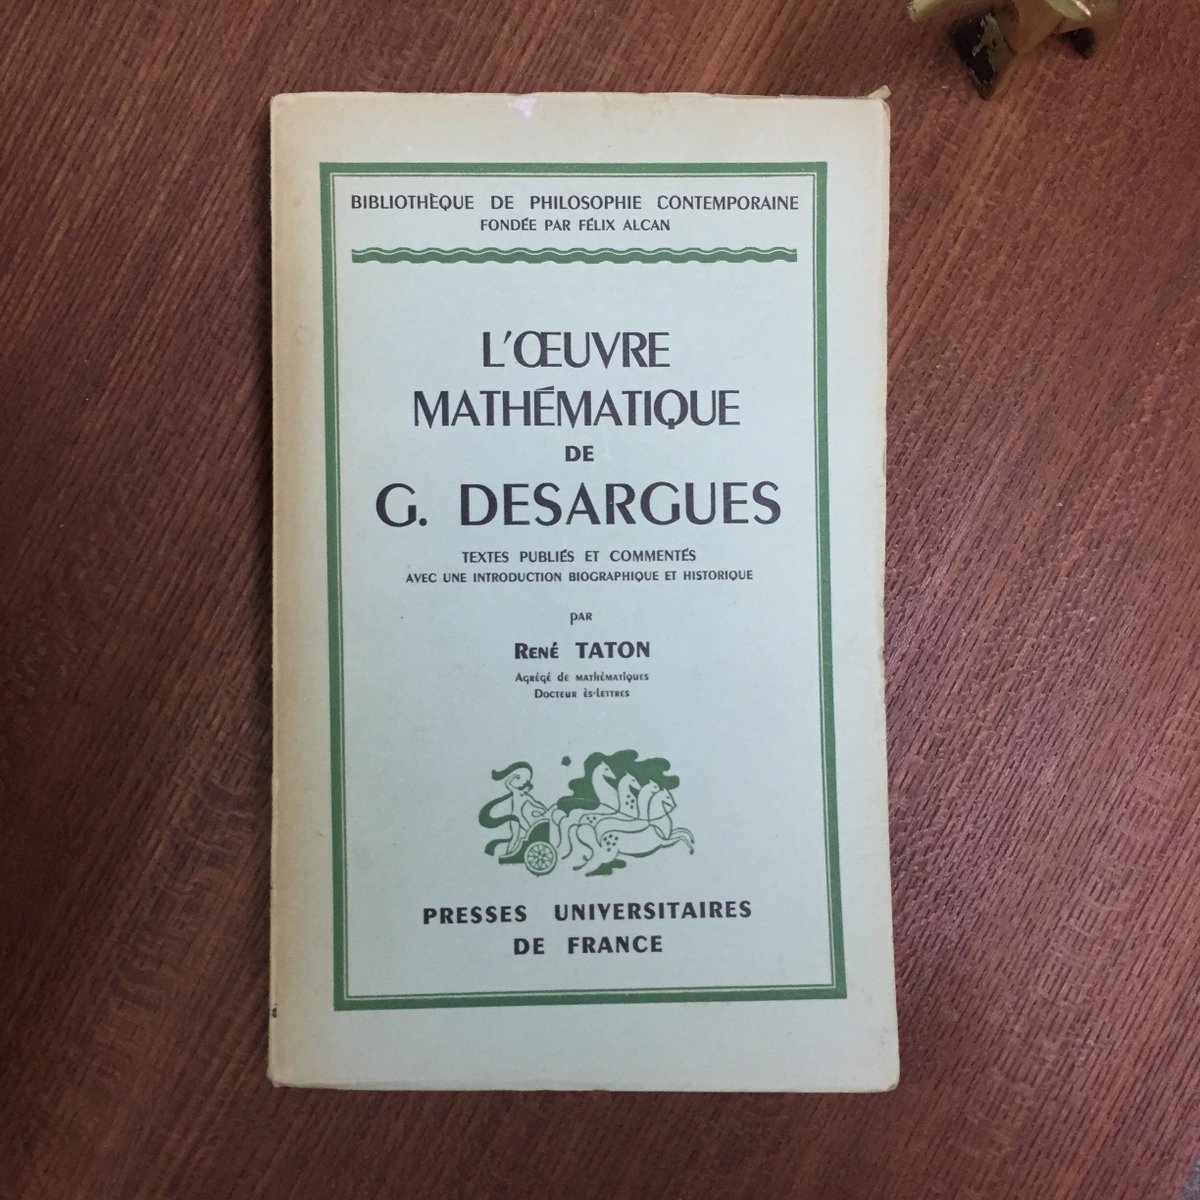 BIBLIOTHÈQUE DE PHILOSOPHIE CONTEMPORAINE
FONDÉE PAR FÉLIX ALCAN
L'ŒUVRE
MATHÉMATIQUE
DE
G. DESARGUES
TEXTES PUBLIÉS ET COMMENTÉS
AVEC UNE INTRODUCTION BIOGRAPHIQUE ET HISTORIQUE
PAR
RENÉ TATON
AGRÉGÉ DE MATHÉMATIQUES
DOCTEUR ÈS-LETTRES
PRESSES UNIVERSITAIRES
DE FRANCE